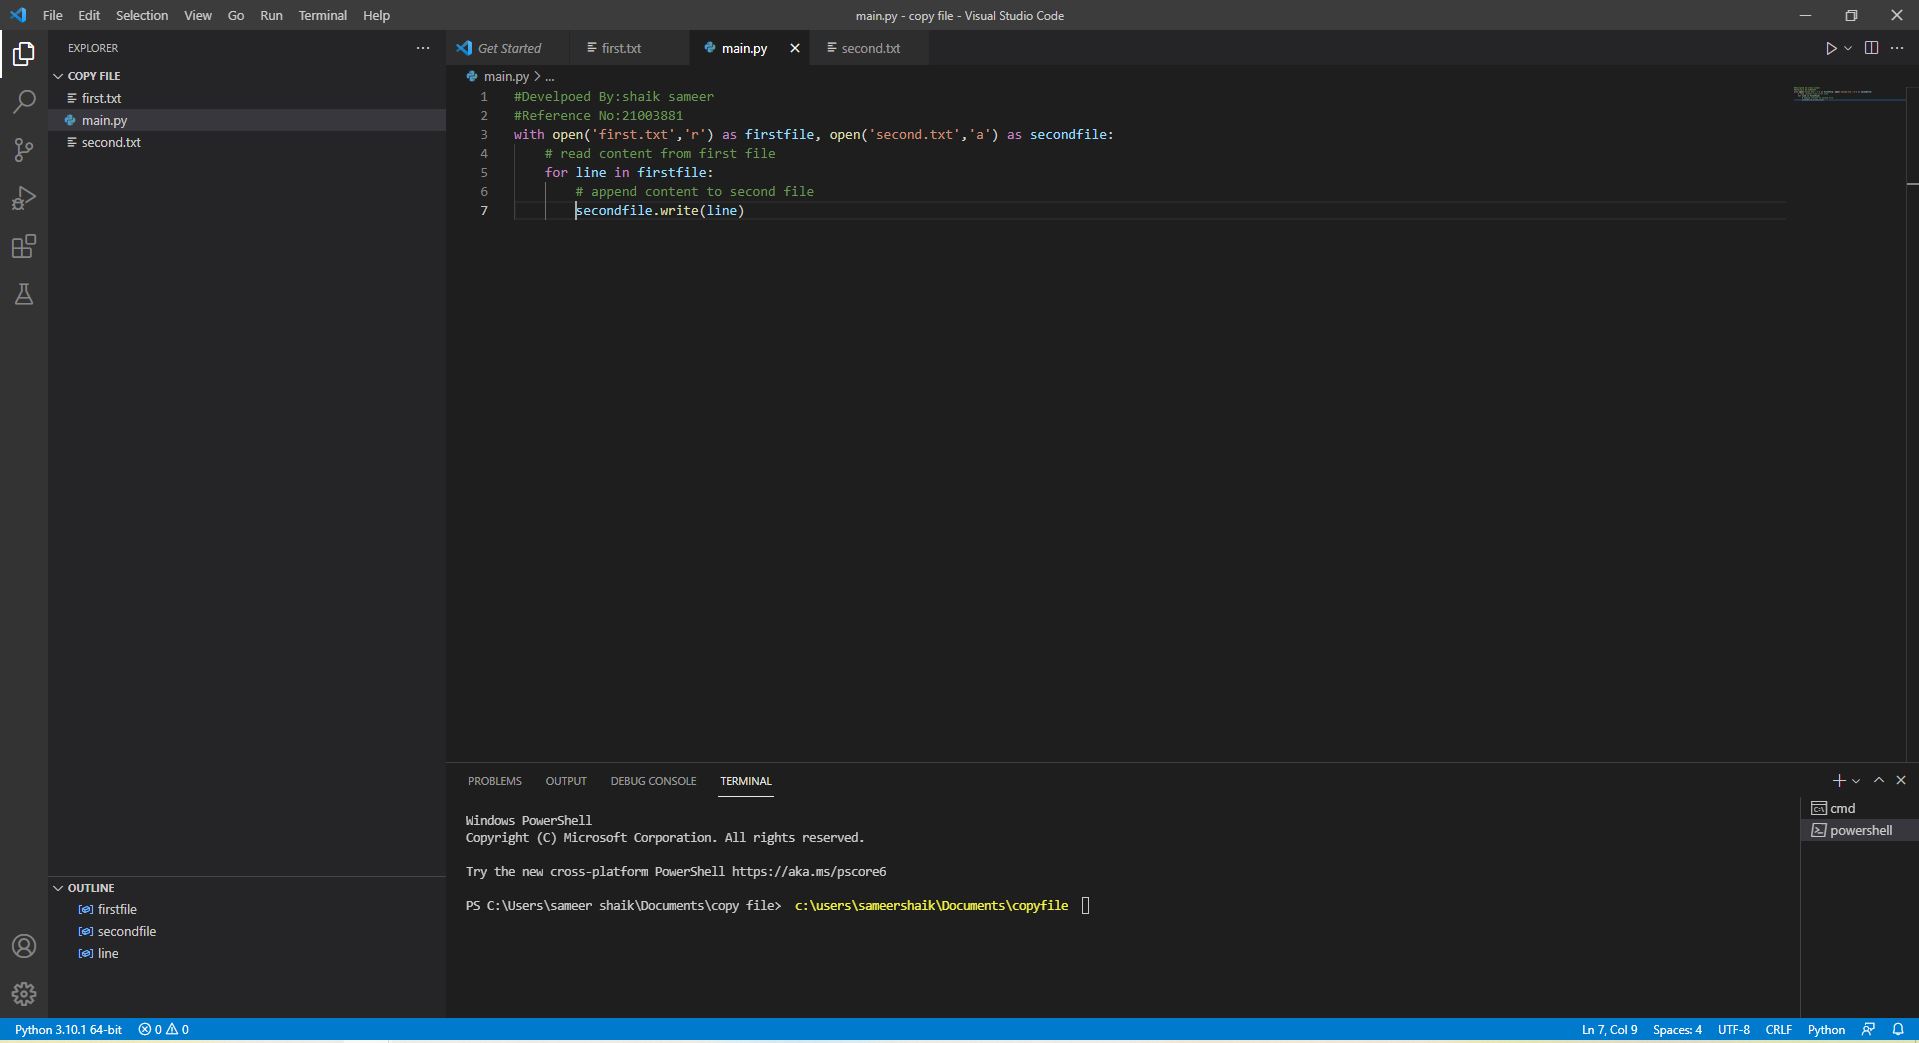 File Edit Selection View Go Run Terminal Help
main.py - copy file - Visual Studio Code
EXPLORER
COPY FILE
first.txt
main.py
second.txt
Get Started
first.txt
main.py
second.txt
main.py > ...
1 #Develpoed By:shaik sameer
2 #Reference No:21003881
3 with open('first.txt','r') as firstfile, open('second.txt','a') as secondfile:
4 # read content from first file
5 for line in firstfile:
6 # append content to second file
7 secondfile.write(line)
PROBLEMS OUTPUT DEBUG CONSOLE TERMINAL
Windows PowerShell
Copyright (C) Microsoft Corporation. All rights reserved.
Try the new cross-platform PowerShell https://aka.ms/pscore6
PS C:\Users\sameer shaik\Documents\copy file> c:\users\sameershaik\Documents\copyfile
cmd
powershell
OUTLINE
firstfile
secondfile
line
Python 3.10.1 64-bit 0 0
Ln 7, Col 9 Spaces: 4 UTF-8 CRLF Python